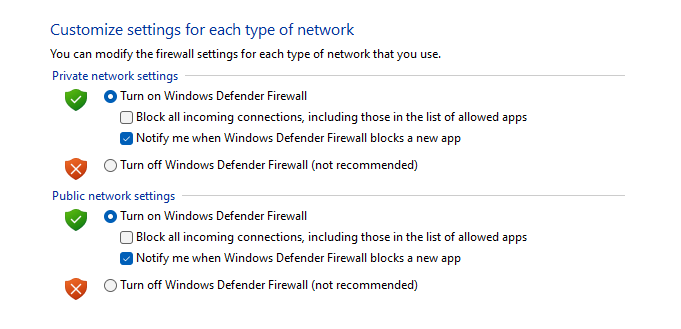 Customize settings for each type of network
You can modify the firewall settings for each type of network that you use.
Private network settings
Turn on Windows Defender Firewall
Block all incoming connections, including those in the list of allowed apps
Notify me when Windows Defender Firewall blocks a new app
Turn off Windows Defender Firewall (not recommended)
Public network settings
Turn on Windows Defender Firewall
Block all incoming connections, including those in the list of allowed apps
Notify me when Windows Defender Firewall blocks a new app
Turn off Windows Defender Firewall (not recommended)